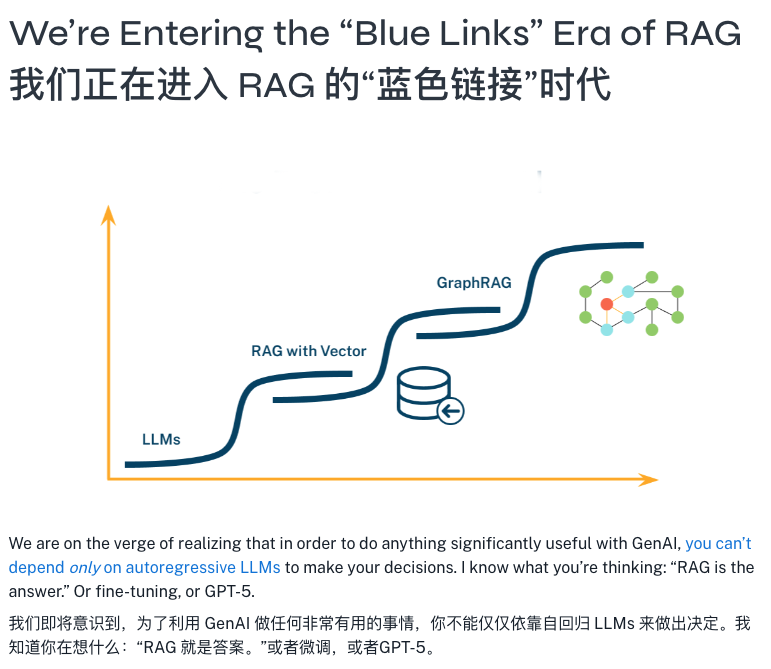 We're Entering the “Blue Links” Era of RAG
我们正在进入 RAG 的“蓝色链接”时代
GraphRAG
RAG with Vector
LLMs
We are on the verge of realizing that in order to do anything significantly useful with GenAI, you can't
depend only on autoregressive LLMs to make your decisions. I know what you're thinking: “RAG is the
answer.” Or fine-tuning, or GPT-5.
我们即将意识到，为了利用 GenAI 做任何非常有用的事情，你不能仅仅依靠自回归 LLMs 来做出决定。我
知道你在想什么：“RAG 就是答案。”或者微调，或者GPT-5。